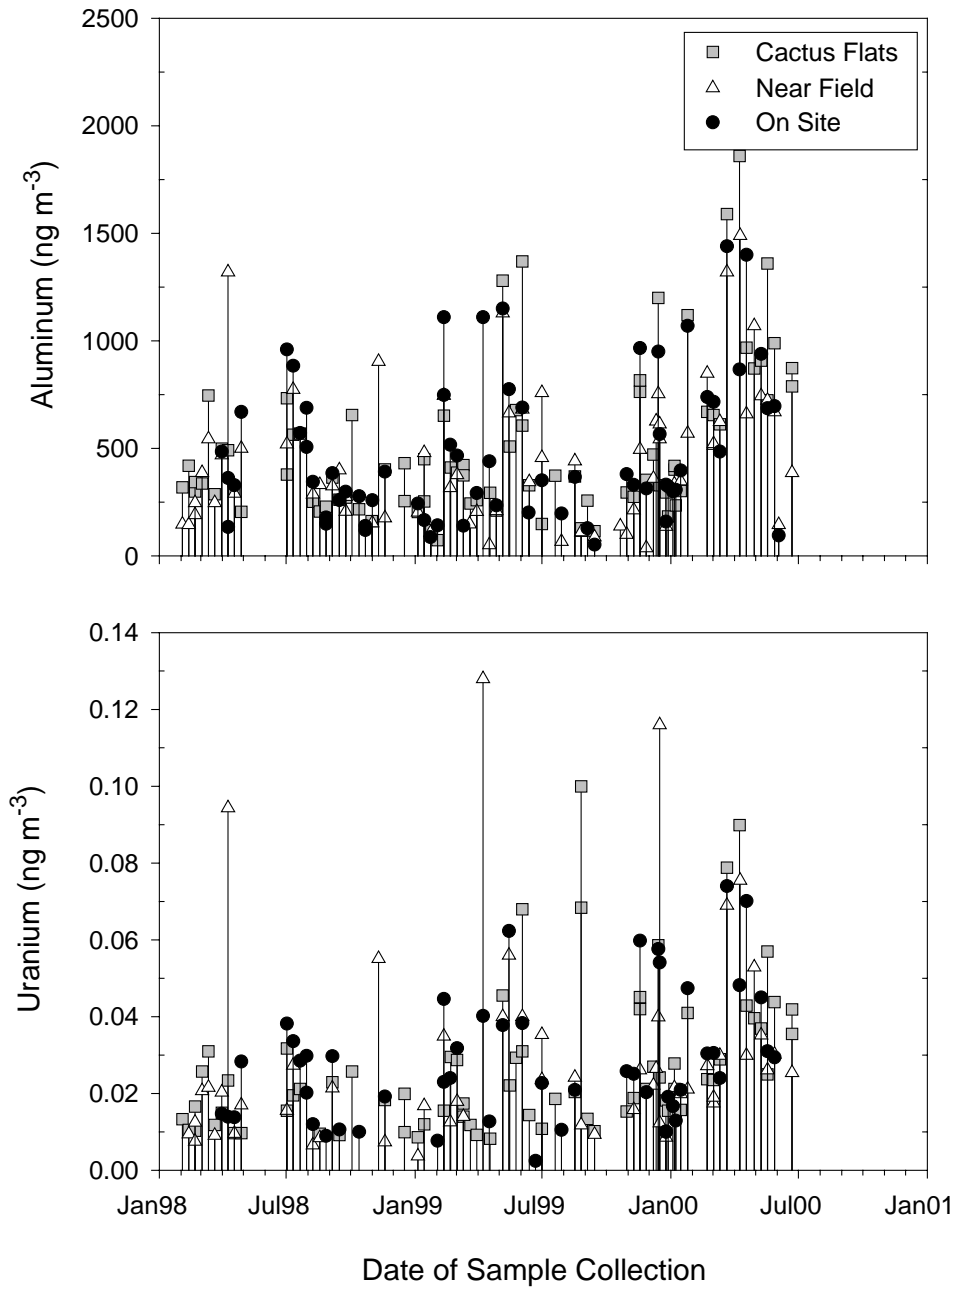 2500
2000
1500
1000
500
0
Aluminum (ng m-3)
Cactus Flats
Near Field
On Site
0.14
0.12
0.10
0.08
0.06
0.04
0.02
0.00
Uranium (ng m-3)
Jan98 Jul98 Jan99 Jul99 Jan00 Jul00 Jan01
Date of Sample Collection